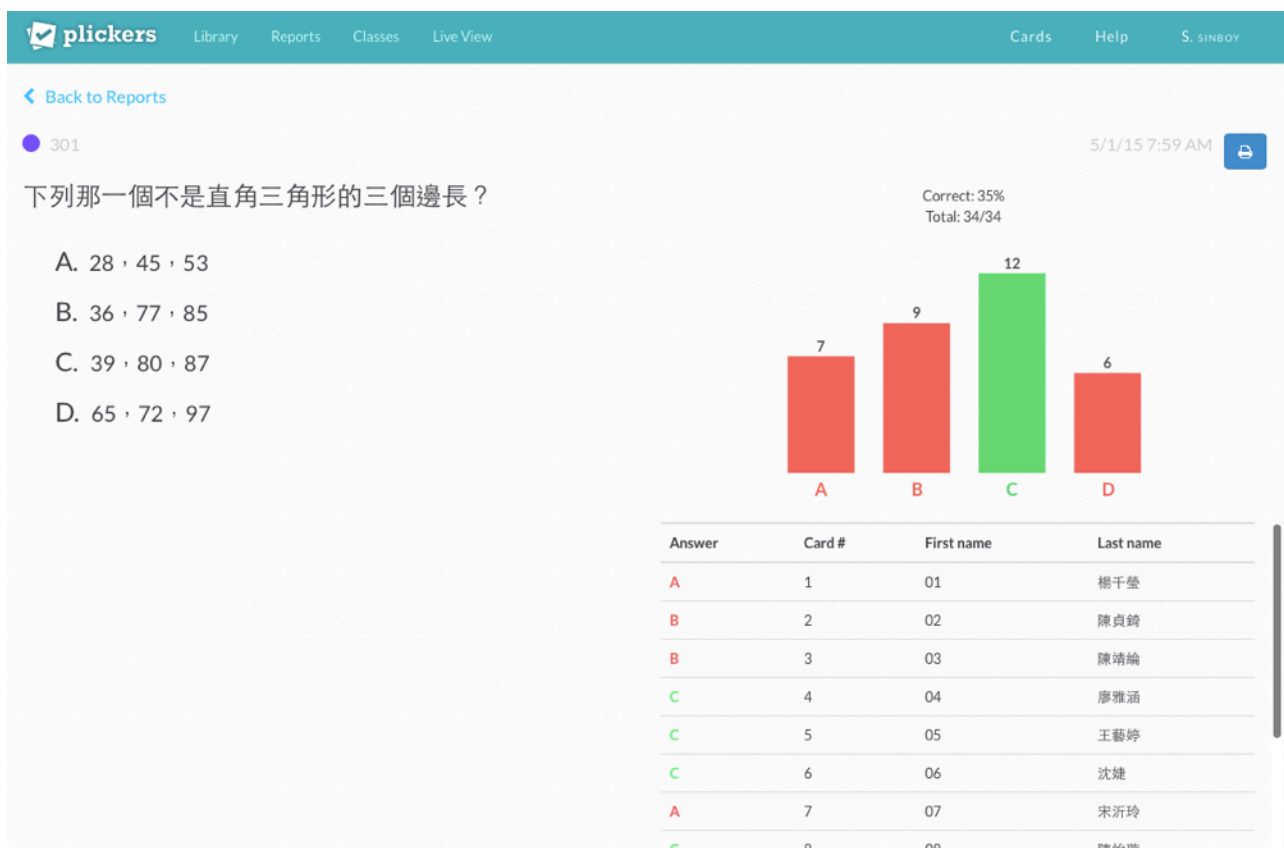 plickers Library Reports Classes Live View Cards Help S. SINBOY
Back to Reports
301
5/1/15 7:59 AM
下列那一個不是直角三角形的三個邊長？
A. 28，45，53
B. 36，77，85
C. 39，80，87
D. 65，72，97
Correct: 35%
Total: 34/34
12
9
7
6
A B C D
Answer Card # First name Last name
A 1 01 楊千瑩
B 2 02 陳貞錡
B 3 03 陳靖綸
C 4 04 廖雅涵
C 5 05 王藝婷
C 6 06 沈婕
A 7 07 宋沂玲